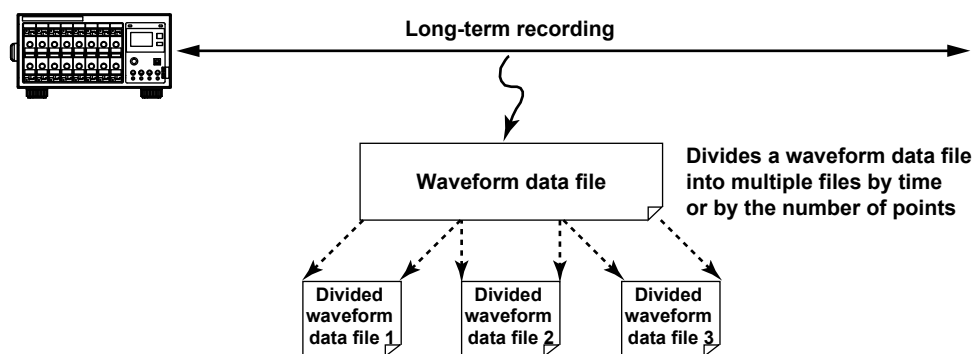 Long-term recording
Waveform data file
Divides a waveform data file
into multiple files by time
or by the number of points
Divided
waveform
data file 1
Divided
waveform
data file 2
Divided
waveform
data file 3